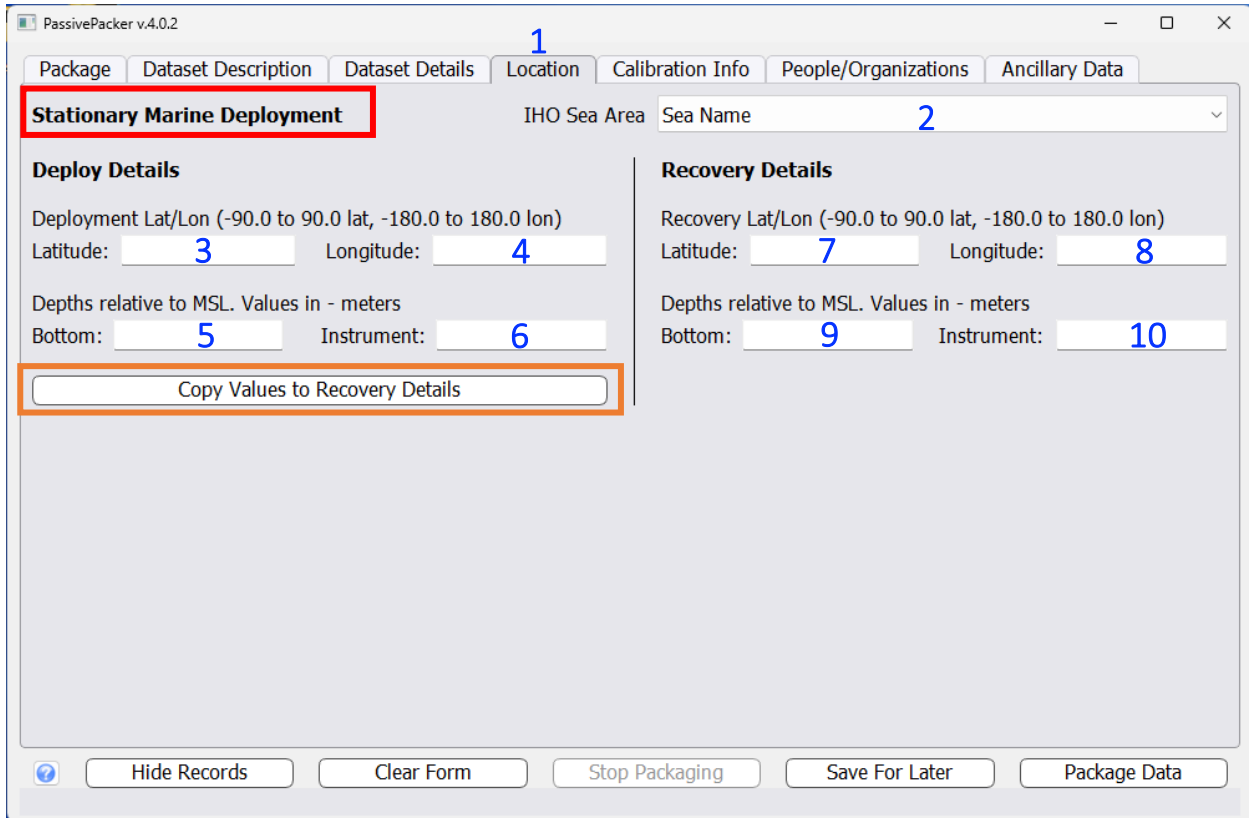 PassivePacker v.4.0.2
1
Package Dataset Description Dataset Details Location Calibration Info People/Organizations Ancillary Data
Stationary Marine Deployment IHO Sea Area Sea Name 2
Deploy Details Recovery Details
Deployment Lat/Lon (-90.0 to 90.0 lat, -180.0 to 180.0 lon) Recovery Lat/Lon (-90.0 to 90.0 lat, -180.0 to 180.0 lon)
Latitude: 3 Longitude: 4 Latitude: 7 Longitude: 8
Depths relative to MSL. Values in - meters Depths relative to MSL. Values in - meters
Bottom: 5 Instrument: 6 Bottom: 9 Instrument: 10
Copy Values to Recovery Details
? Hide Records Clear Form Stop Packaging Save For Later Package Data